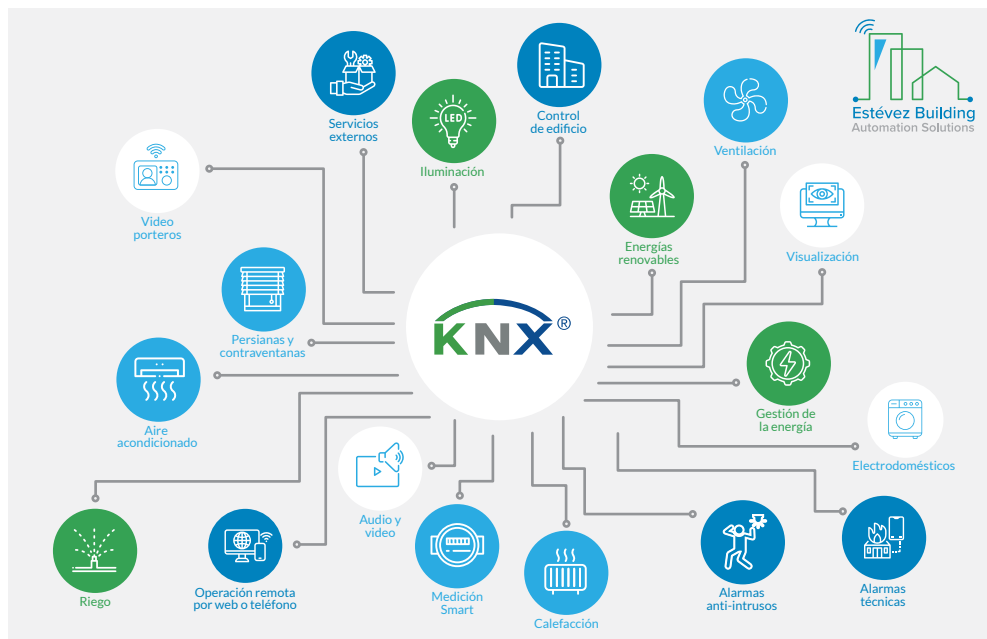 Estévez Building
Automation Solutions
Servicios
externos
LED
Iluminación
Control
de edificio
Ventilación
Video
porteros
Energías
renovables
Visualización
Persianas y
contraventanas
KNX®
Aire
acondicionado
Gestión de
la energía
Electrodomésticos
Audio y
video
Riego
Operación remota
por web o teléfono
Medición
Smart
Calefacción
Alarmas
anti-intrusos
Alarmas
técnicas